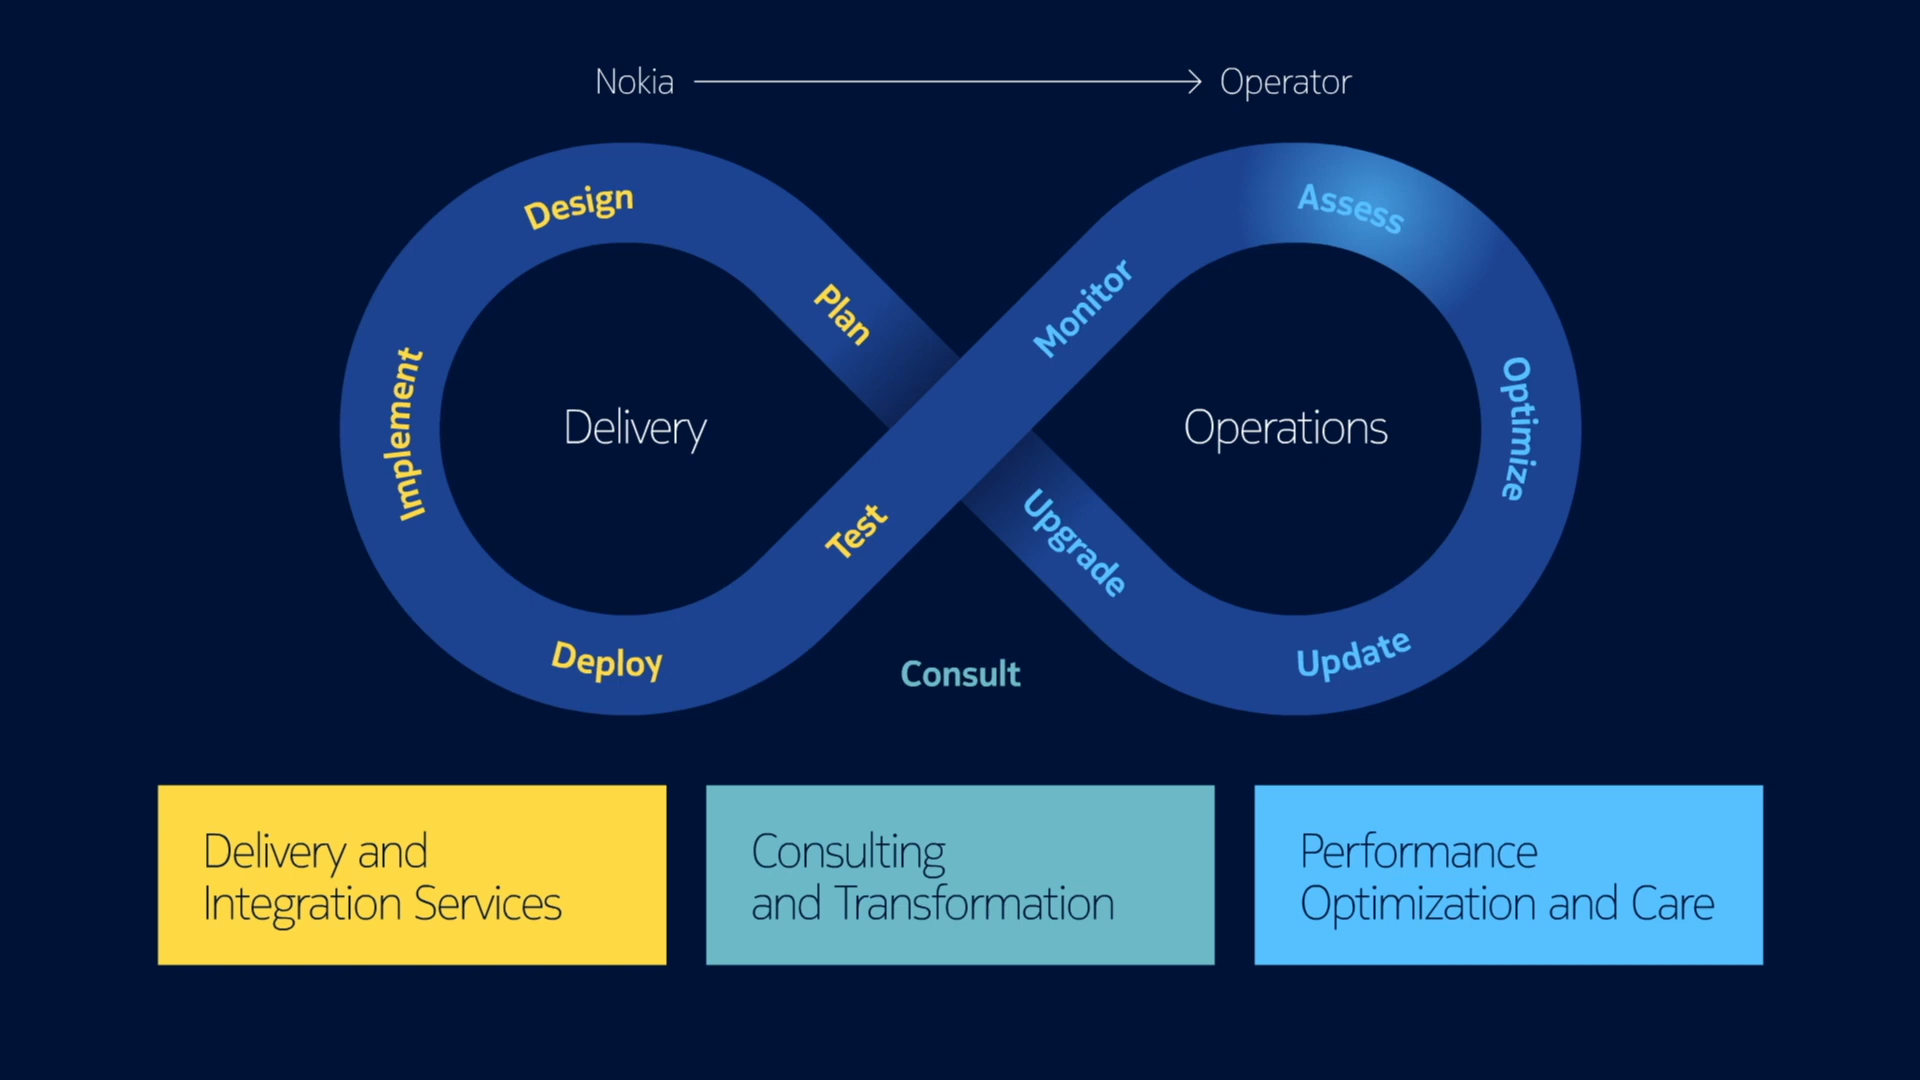 Nokia
Operator
Design
Assess
Plan
Monitor
Implement
Delivery
Operations
Optimize
Test
Upgrade
Deploy
Consult
Update
Delivery and
Integration Services
Consulting
and Transformation
Performance
Optimization and Care